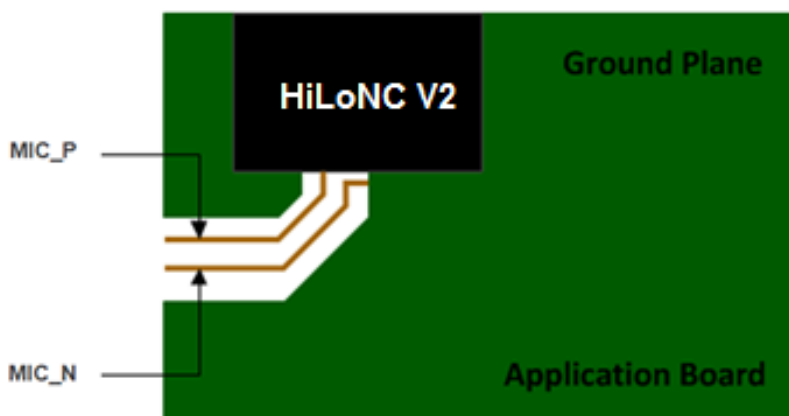 Ground Plane
HiLoNC V2
MIC_P
MIC_N
Application Board